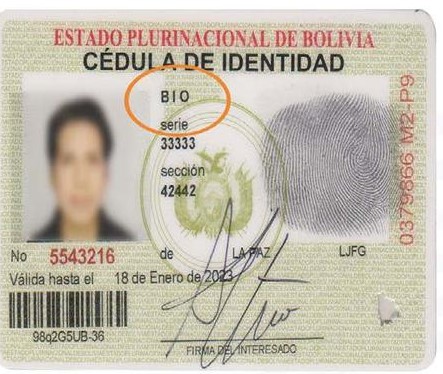 ESTADO PLURINACIONAL DE BOLIVIA
CÉDULA DE IDENTIDAD
BIO
serie
33333
sección
42442
0379866 M2-P9
No 5543216 de LA PAZ LJFG
Válida hasta el 18 de Enero de 2023
98q2G5UB-36
FIRMA DEL INTERESADO